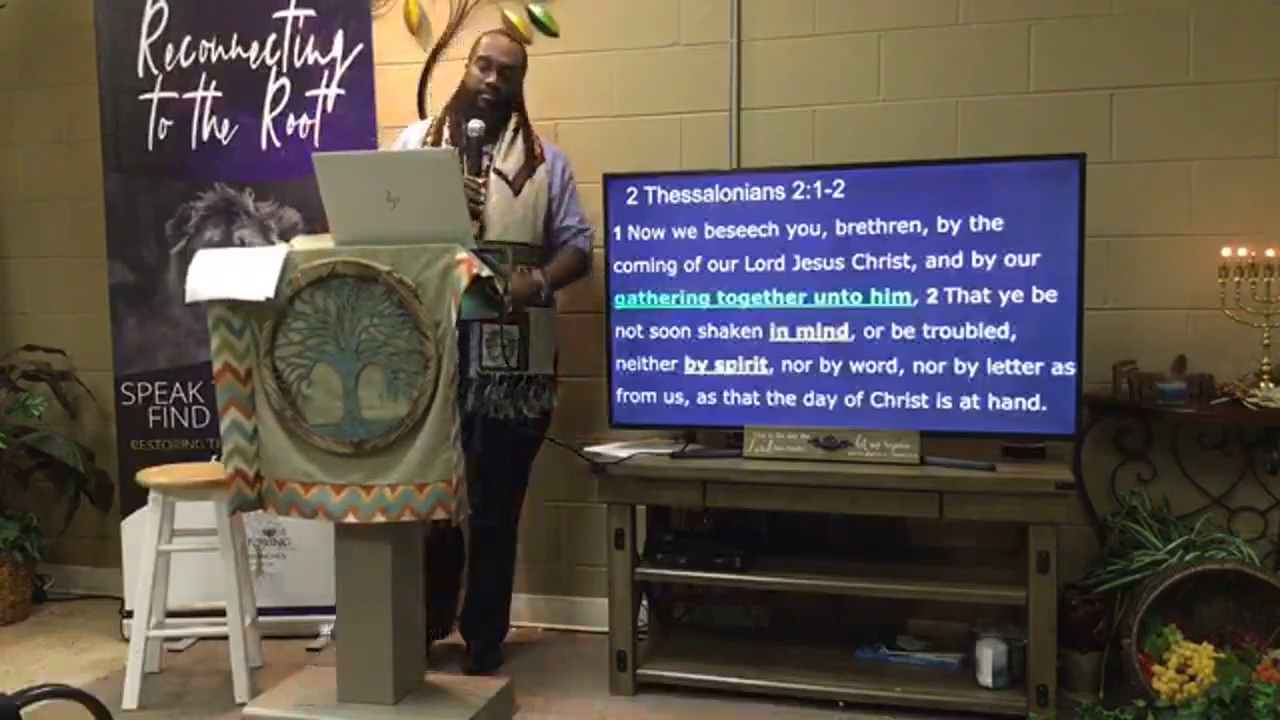 Reconnecting
to the Root
SPEAK
FIND
RESTORING
hp
2 Thessalonians 2:1-2
1 Now we beseech you, brethren, by the
coming of our Lord Jesus Christ, and by our
gathering together unto him, 2 That ye be
not soon shaken in mind, or be troubled,
neither by spirit, nor by word, nor by letter as
from us, as that the day of Christ is at hand.